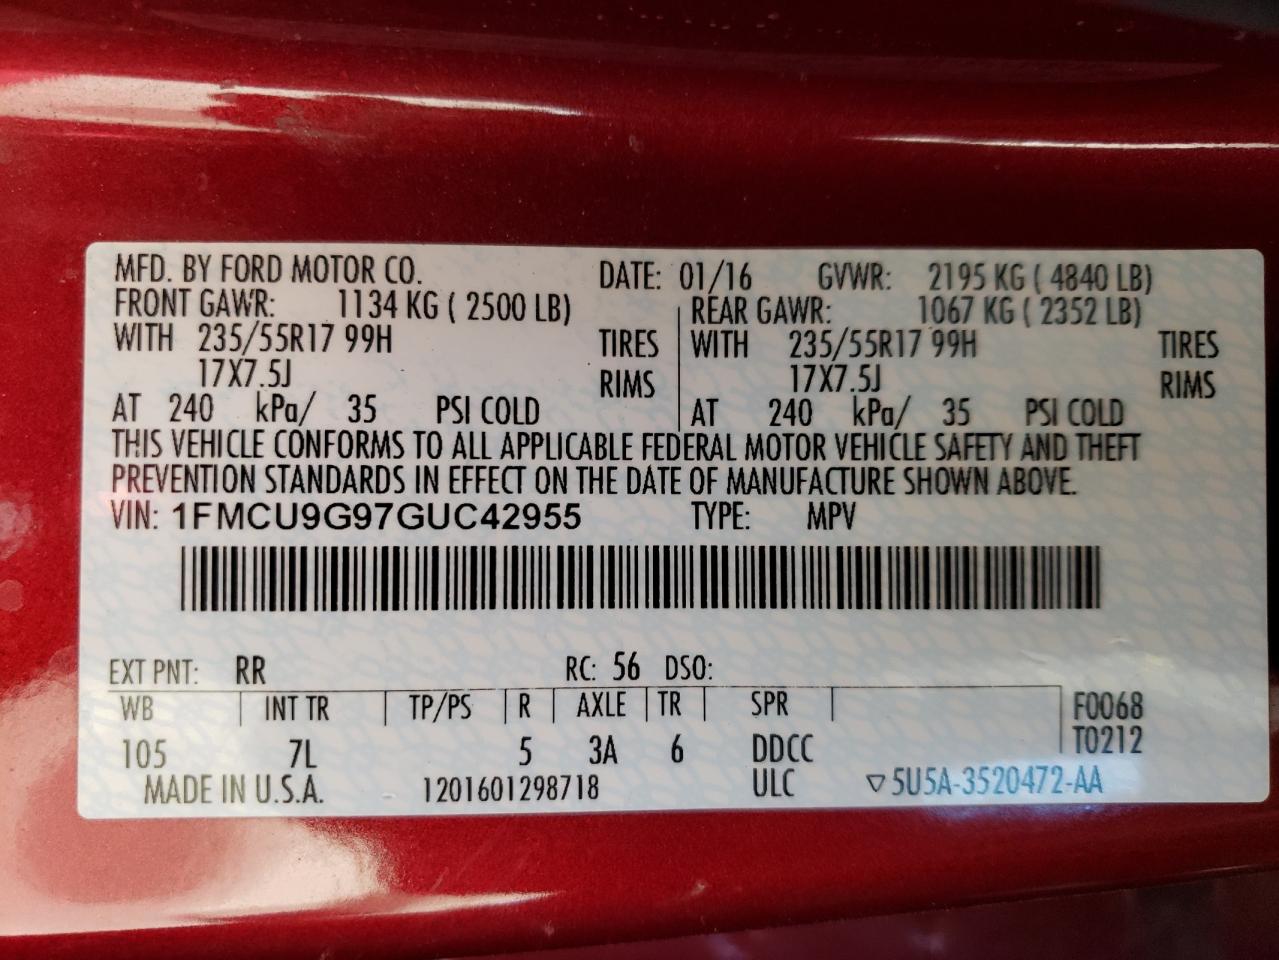 MFD. BY FORD MOTOR CO. DATE: 01/16 GVWR: 2195 KG ( 4840 LB)
FRONT GAWR: 1134 KG ( 2500 LB) REAR GAWR: 1067 KG ( 2352 LB)
WITH 235/55R17 99H TIRES WITH 235/55R17 99H TIRES
17X7.5J RIMS 17X7.5J RIMS
AT 240 kPa/ 35 PSI COLD AT 240 kPa/ 35 PSI COLD
THIS VEHICLE CONFORMS TO ALL APPLICABLE FEDERAL MOTOR VEHICLE SAFETY AND THEFT
PREVENTION STANDARDS IN EFFECT ON THE DATE OF MANUFACTURE SHOWN ABOVE.
VIN: 1FMCU9G97GUC42955 TYPE: MPV
EXT PNT: RR RC: 56 DSO:
WB INT TR TP/PS R AXLE TR SPR F0068
105 7L 5 3A 6 DDCC T0212
MADE IN U.S.A. 1201601298718 ULC ▽5U5A-3520472-AA